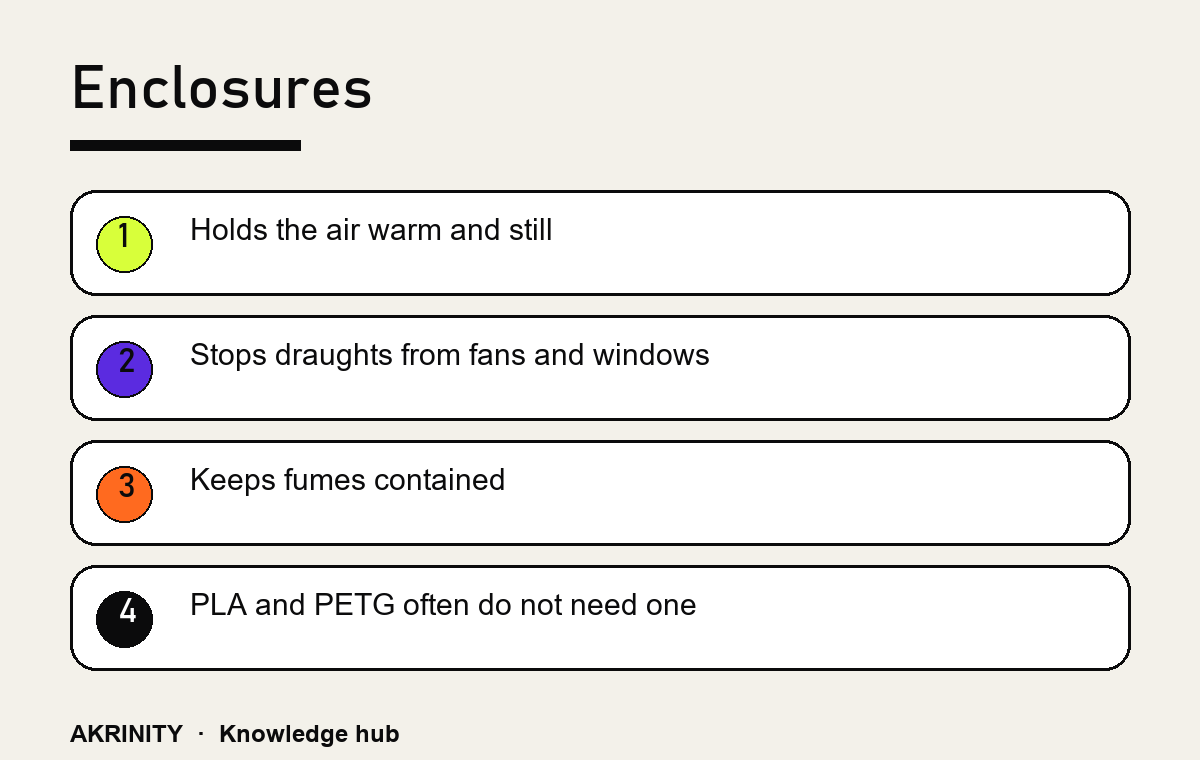 Enclosures
1 Holds the air warm and still
2 Stops draughts from fans and windows
3 Keeps fumes contained
4 PLA and PETG often do not need one
AKRINITY · Knowledge hub